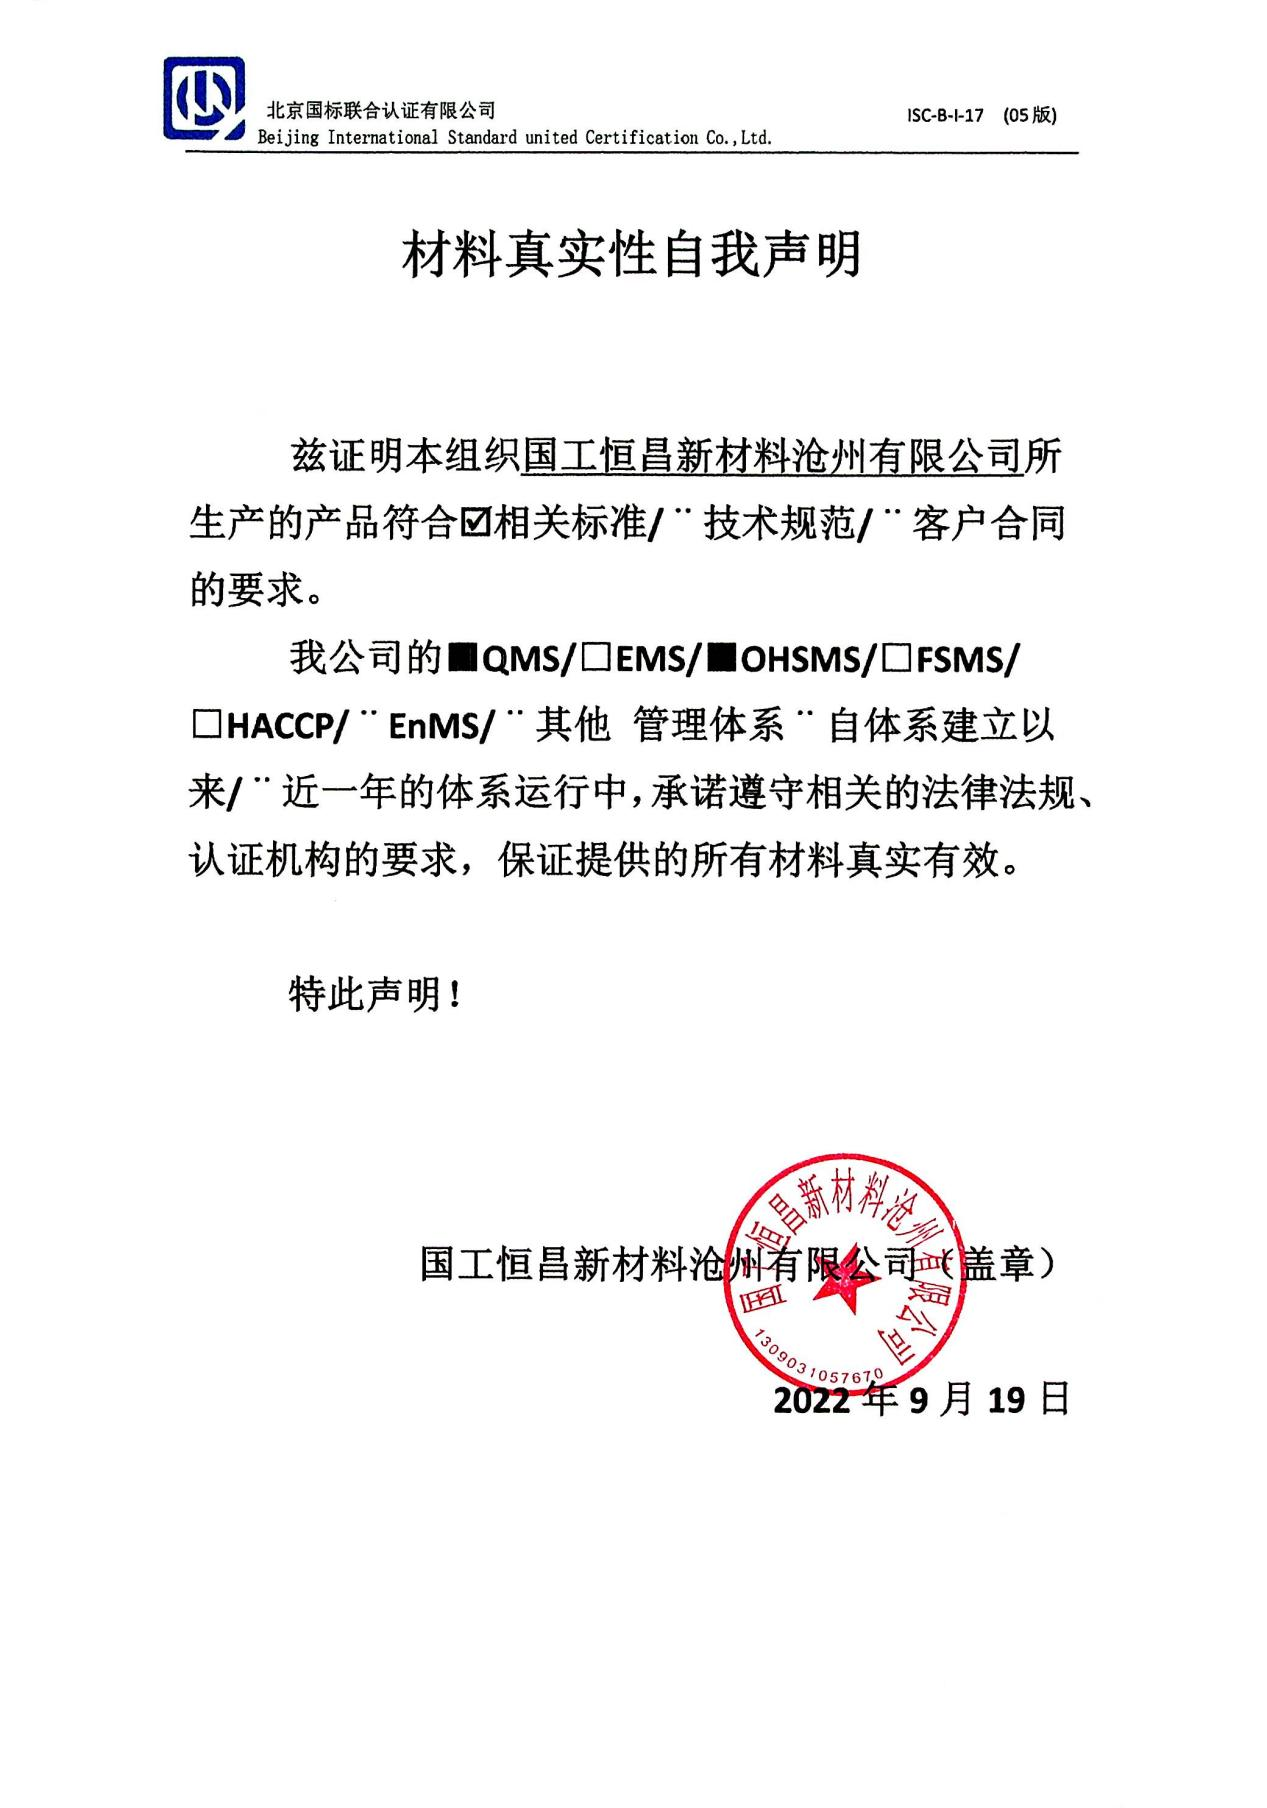 北京国标联合认证有限公司
ISC-B-I-17 (05版)
Beijing International Standard united Certification Co.,Ltd.
材料真实性自我声明
兹证明本组织国工恒昌新材料沧州有限公司所
生产的产品符合☑相关标准/¨技术规范/¨客户合同
的要求。
我公司的■QMS/□EMS/■OHSMS/□FSMS/
□HACCP/¨EnMS/¨其他 管理体系¨自体系建立以
来/¨近一年的体系运行中,承诺遵守相关的法律法规、
认证机构的要求，保证提供的所有材料真实有效。
特此声明！
国工恒昌新材料沧州有限公司（盖章）
国工恒昌新材料沧州有限公司
1309031057670
2022 年 9 月 19 日